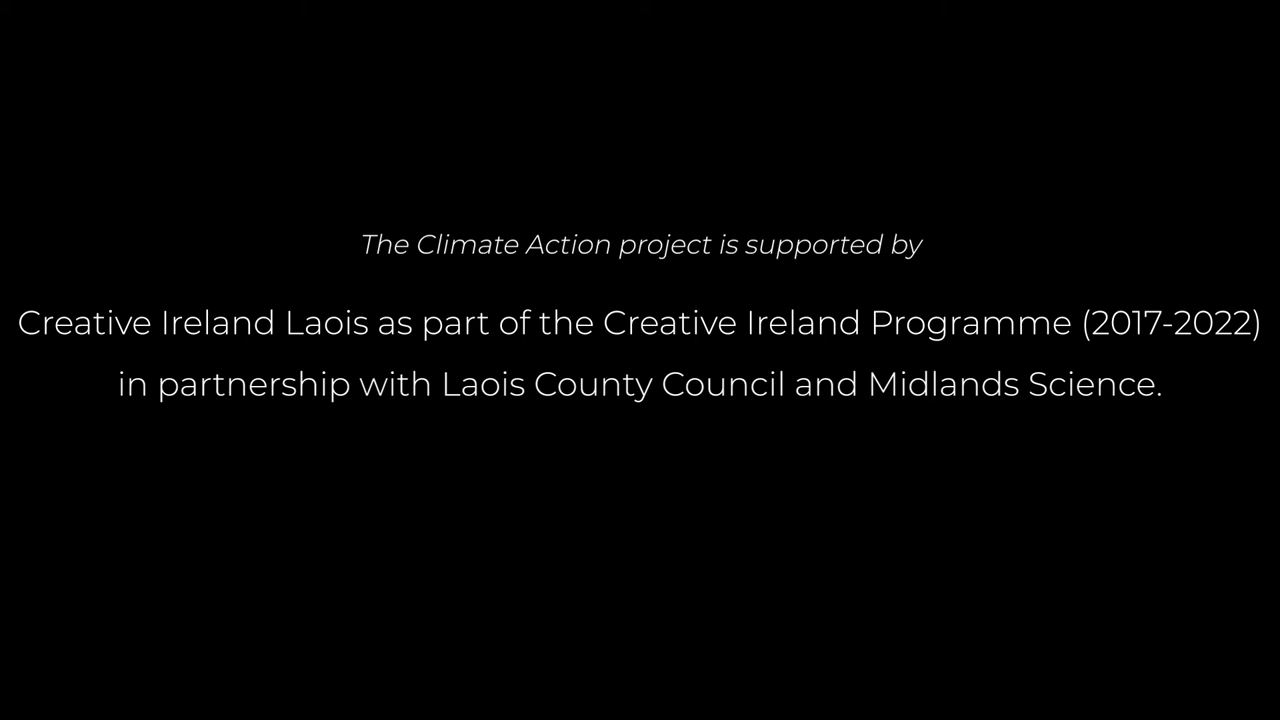 The Climate Action project is supported by
Creative Ireland Laois as part of the Creative Ireland Programme (2017-2022)
in partnership with Laois County Council and Midlands Science.